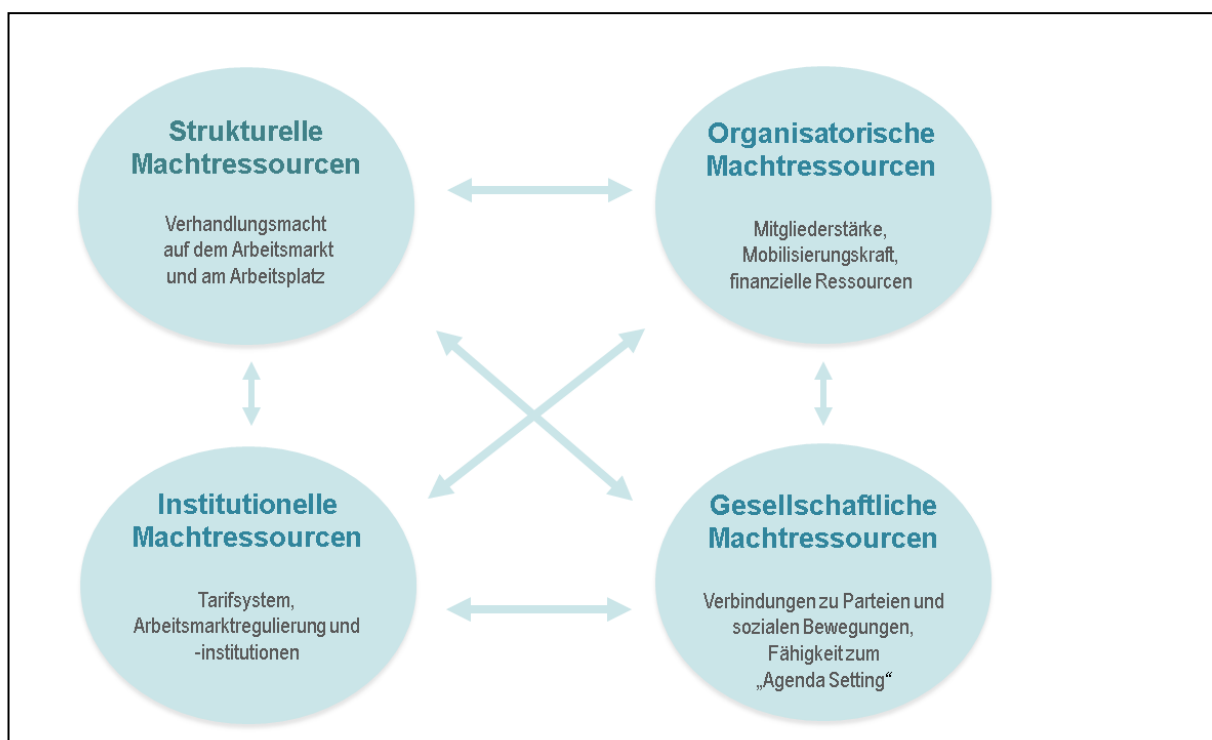 Strukturelle
Machtressourcen
Verhandlungsmacht
auf dem Arbeitsmarkt
und am Arbeitsplatz
Organisatorische
Machtressourcen
Mitgliederstärke,
Mobilisierungskraft,
finanzielle Ressourcen
Institutionelle
Machtressourcen
Tarifsystem,
Arbeitsmarktregulierung und
-institutionen
Gesellschaftliche
Machtressourcen
Verbindungen zu Parteien und
sozialen Bewegungen,
Fähigkeit zum
„Agenda Setting“